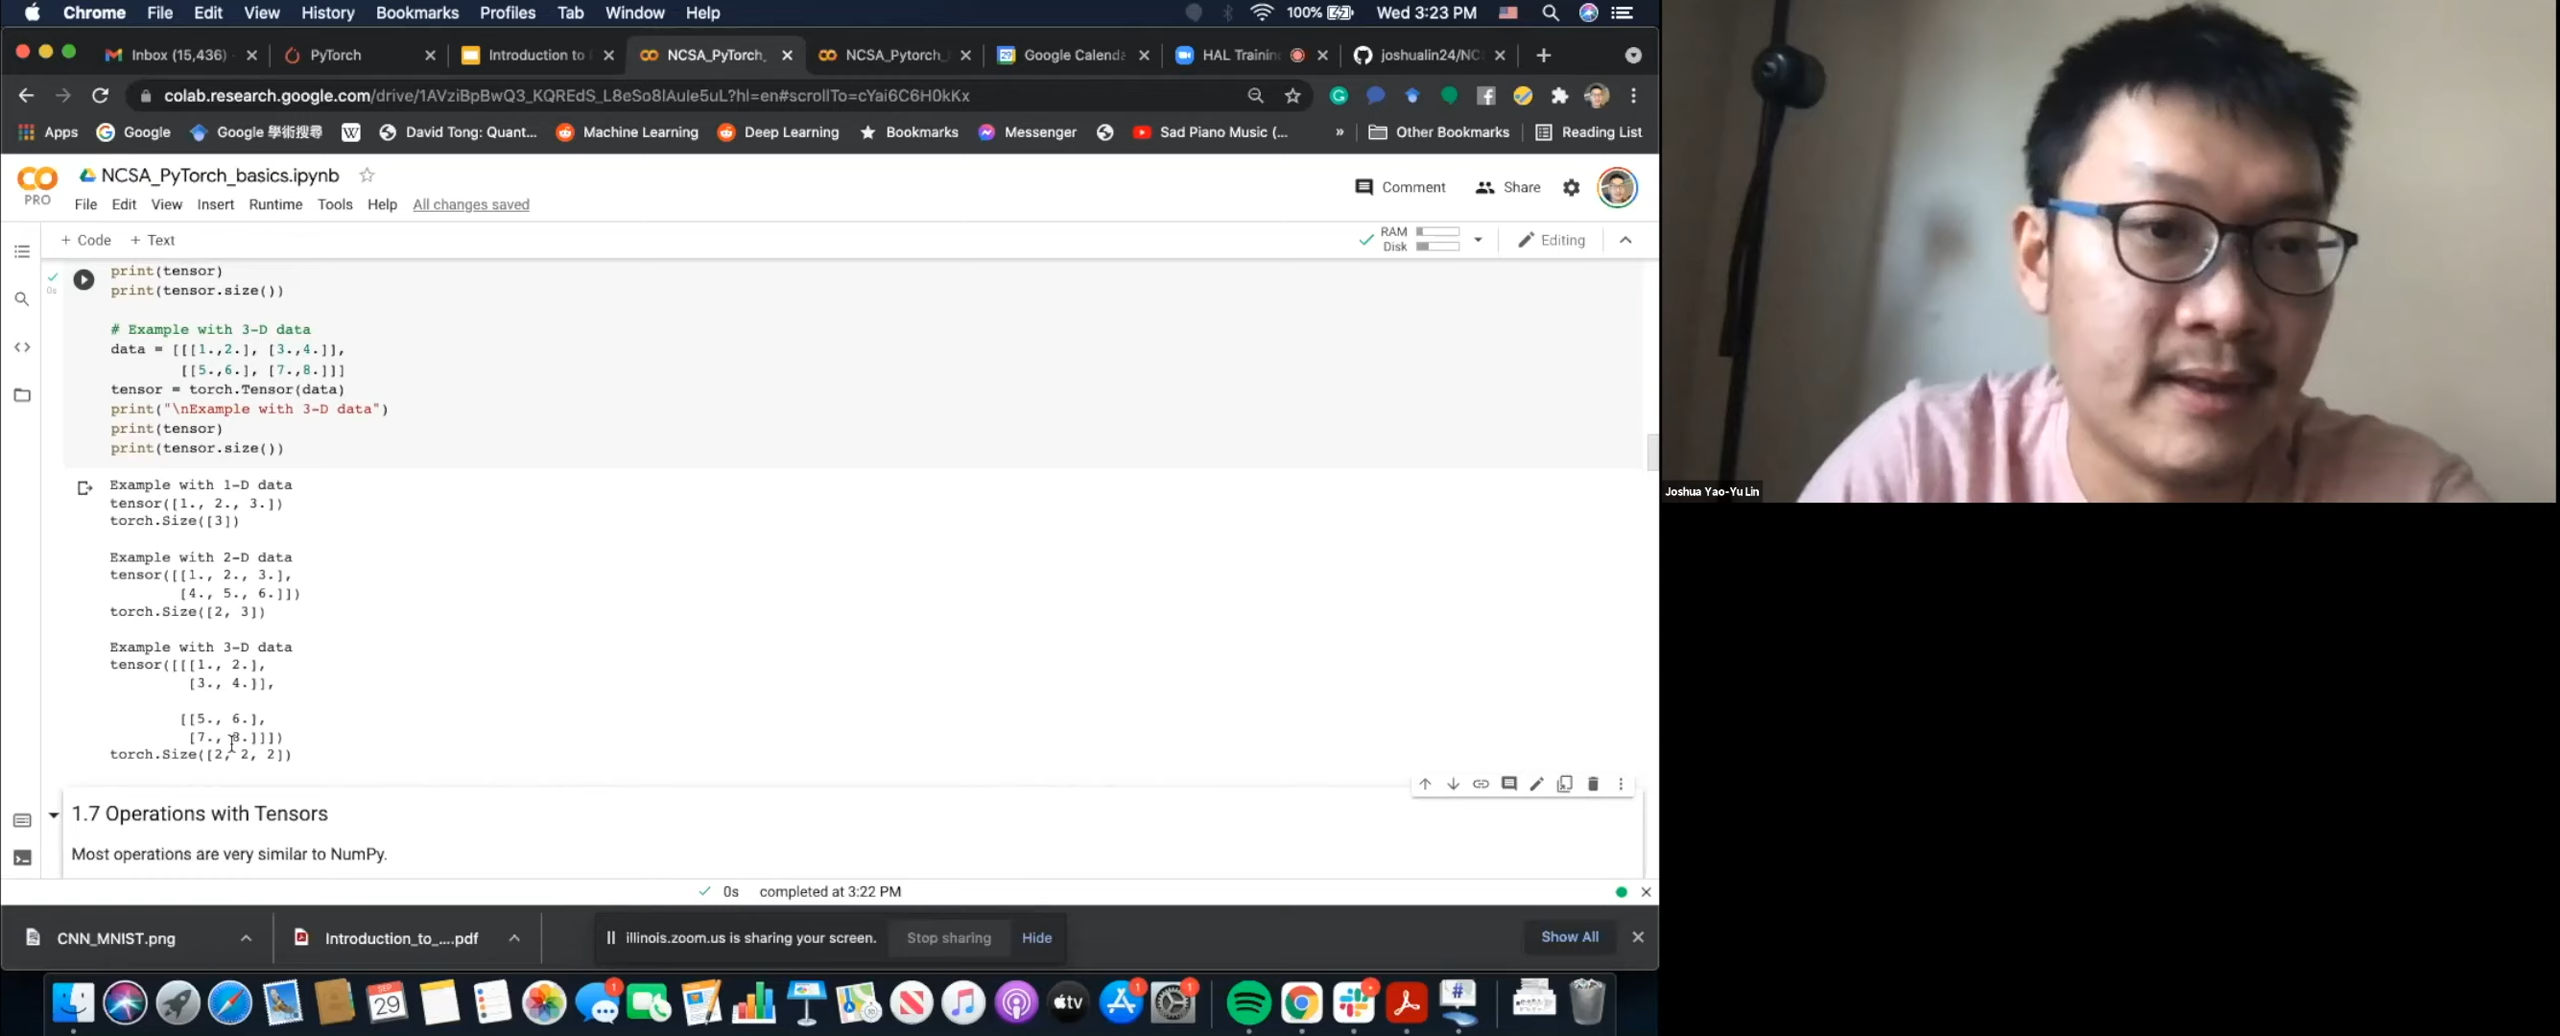 Chrome File Edit View History Bookmarks Profiles Tab Window Help 100% Wed 3:23 PM
Inbox (15,436) PyTorch Introduction to NCSA_PyTorch_ NCSA_Pytorch_ Google Calenda HAL Training joshualin24/NC
colab.research.google.com/drive/1AVziBpBwQ3_KQREdS_L8eSo8lAule5uL?hl=en#scrollTo=cYai6C6H0kKx
Apps Google Google 學術搜尋 W David Tong: Quant... Machine Learning Deep Learning Bookmarks Messenger Sad Piano Music (... » Other Bookmarks Reading List
CO PRO
NCSA_PyTorch_basics.ipynb
Comment Share
File Edit View Insert Runtime Tools Help All changes saved
+ Code + Text RAM Disk Editing
0s
print(tensor)
print(tensor.size())
# Example with 3-D data
data = [[[1.,2.], [3.,4.]],
[[5.,6.], [7.,8.]]]
tensor = torch.Tensor(data)
print("\nExample with 3-D data")
print(tensor)
print(tensor.size())
Example with 1-D data
tensor([1., 2., 3.])
torch.Size([3])
Example with 2-D data
tensor([[1., 2., 3.],
[4., 5., 6.]])
torch.Size([2, 3])
Example with 3-D data
tensor([[[1., 2.],
[3., 4.]],
[[5., 6.],
[7., 8.]]])
torch.Size([2, 2, 2])
1.7 Operations with Tensors
Most operations are very similar to NumPy.
0s completed at 3:22 PM
CNN_MNIST.png Introduction_to_....pdf illinois.zoom.us is sharing your screen. Stop sharing Hide Show All
SEP
29
1
tv
1
1
#
Joshua Yao-Yu Lin